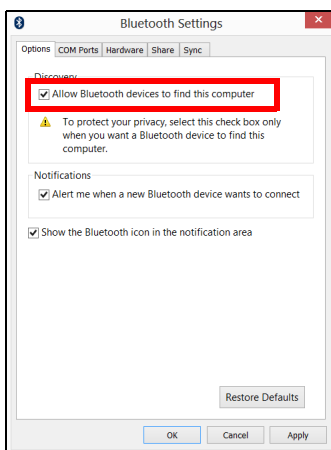 Bluetooth Settings
Options COM Ports Hardware Share Sync
Discovery
Allow Bluetooth devices to find this computer
To protect your privacy, select this check box only
when you want a Bluetooth device to find this
computer.
Notifications
Alert me when a new Bluetooth device wants to connect
Show the Bluetooth icon in the notification area
Restore Defaults
OK Cancel Apply